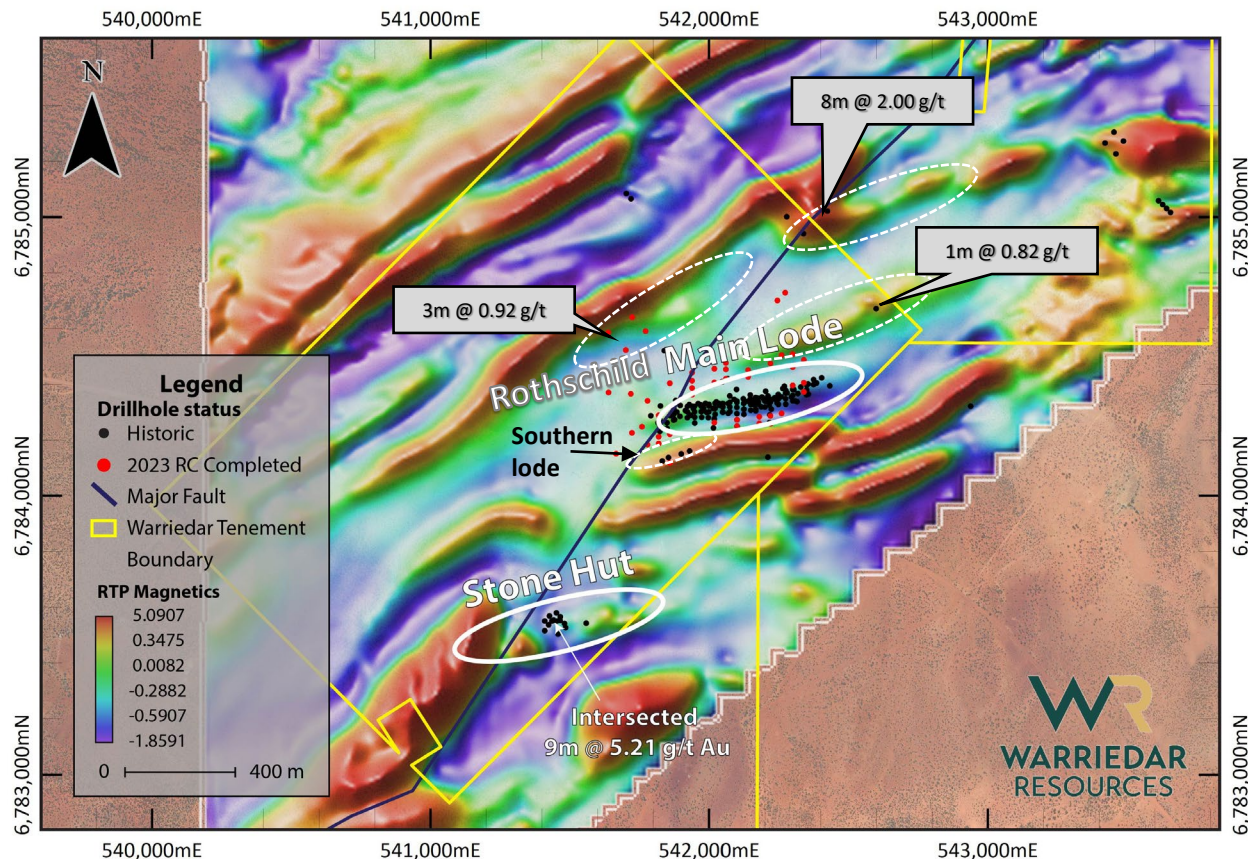 540,000mE
541,000mE
542,000mE
543,000mE
N
8m @ 2.00 g/t
6,785,000mN
6,785,000mN
1m @ 0.82 g/t
3m @ 0.92 g/t
Rothschild Main Lode
Southern
lode
Legend
Drillhole status
Historic
2023 RC Completed
Major Fault
Warriedar Tenement
Boundary
RTP Magnetics
5.0907
0.3475
0.0082
-0.2882
-0.5907
-1.8591
0
400 m
6,784,000mN
6,784,000mN
Stone Hut
Intersected
9m @ 5.21 g/t Au
WR
WARRIEDAR
RESOURCES
6,783,000mN
6,783,000mN
540,000mE
541,000mE
542,000mE
543,000mE